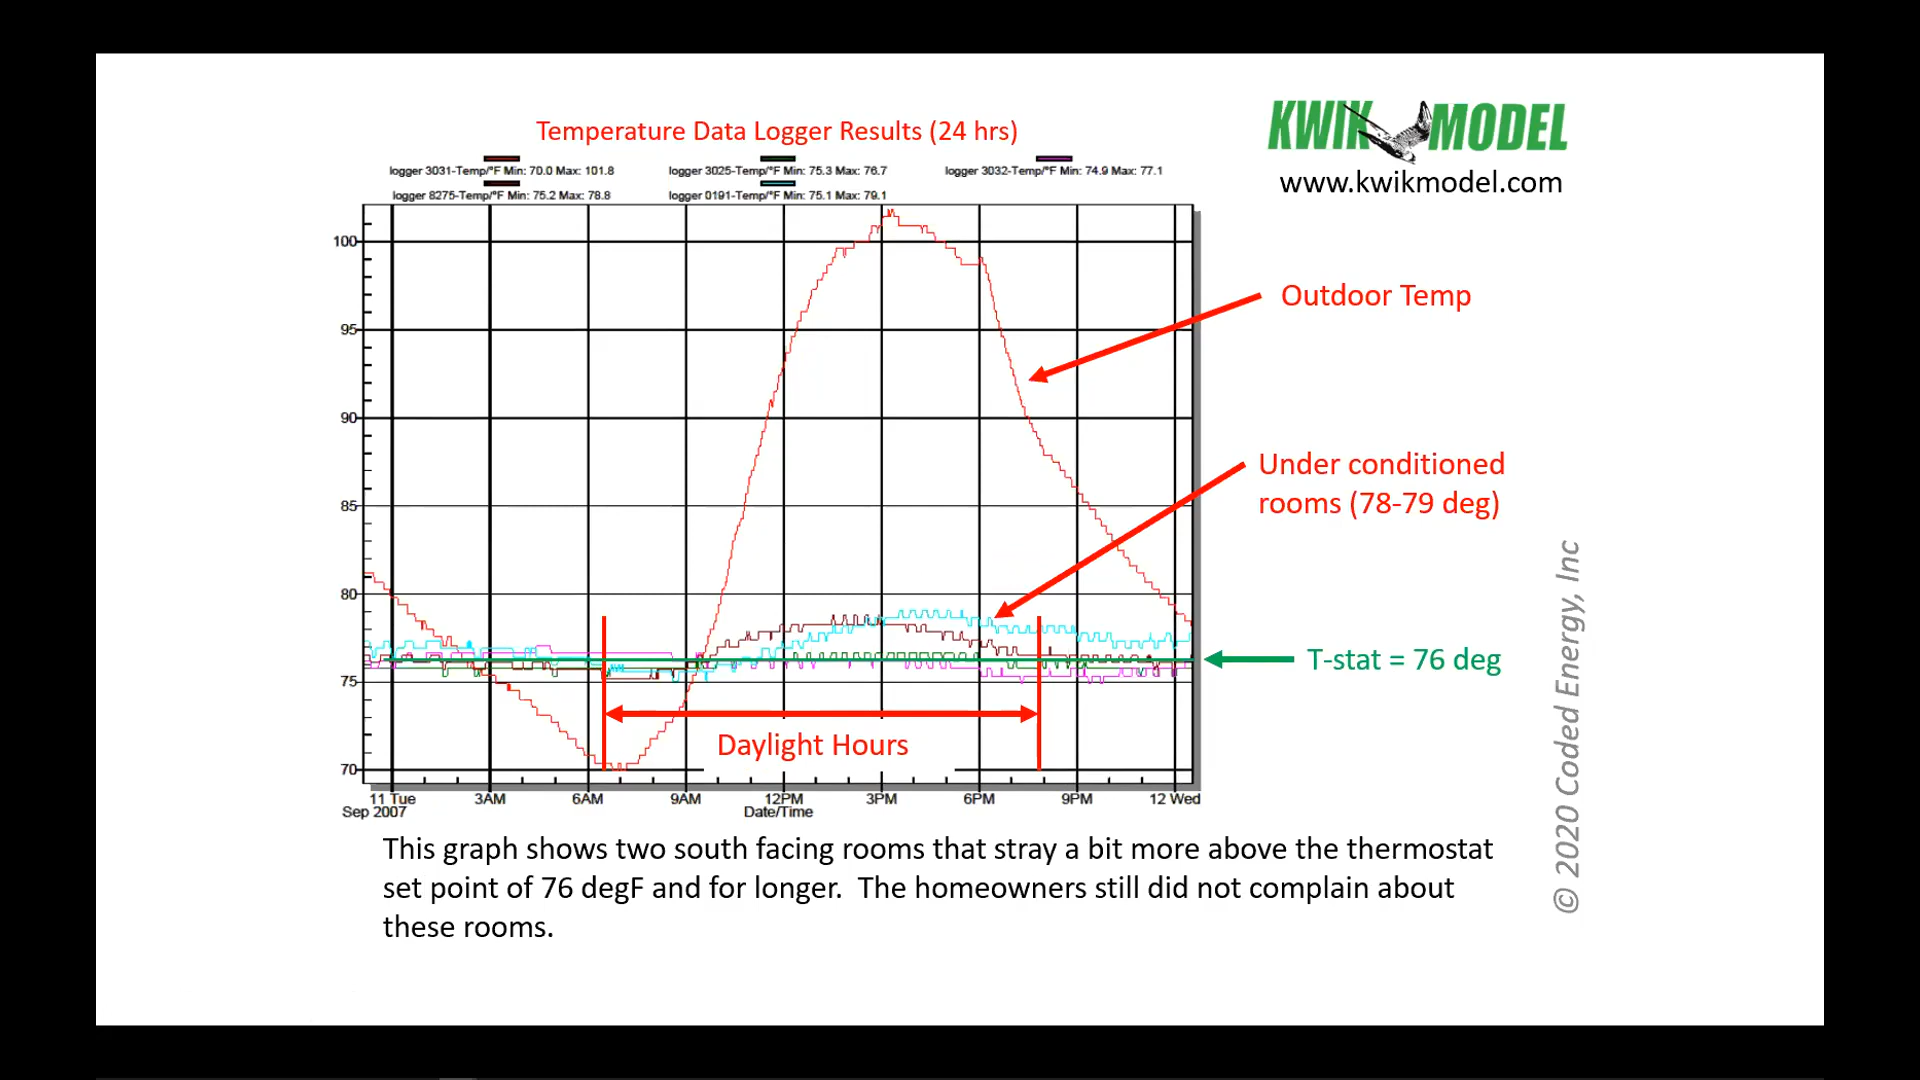 KWIK MODEL
www.kwikmodel.com
Temperature Data Logger Results (24 hrs)
logger 3031-Temp/°F Min: 70.0 Max: 101.8
logger 3025-Temp/°F Min: 75.3 Max: 76.7
logger 3032-Temp/°F Min: 74.9 Max: 77.1
logger 8275-Temp/°F Min: 75.2 Max: 78.8
logger 0191-Temp/°F Min: 75.1 Max: 79.1
100
95
90
85
80
75
70
Outdoor Temp
Under conditioned
rooms (78-79 deg)
T-stat = 76 deg
Daylight Hours
11 Tue 3AM 6AM 9AM 12PM 3PM 6PM 9PM 12 Wed
Sep 2007
Date/Time
This graph shows two south facing rooms that stray a bit more above the thermostat
set point of 76 degF and for longer. The homeowners still did not complain about
these rooms.
© 2020 Coded Energy, Inc